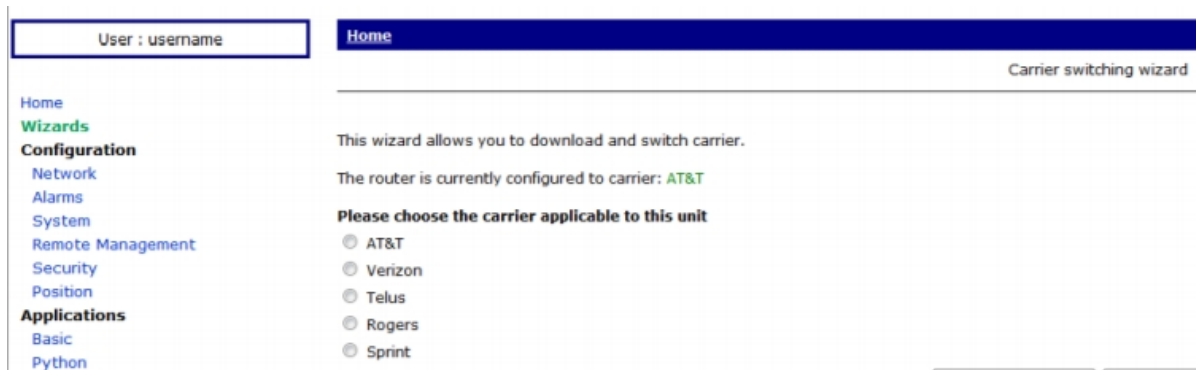 User : username
Home
Wizards
Configuration
Network
Alarms
System
Remote Management
Security
Position
Applications
Basic
Python
Home
Carrier switching wizard
This wizard allows you to download and switch carrier.
The router is currently configured to carrier: AT&T
Please choose the carrier applicable to this unit
AT&T
Verizon
Telus
Rogers
Sprint